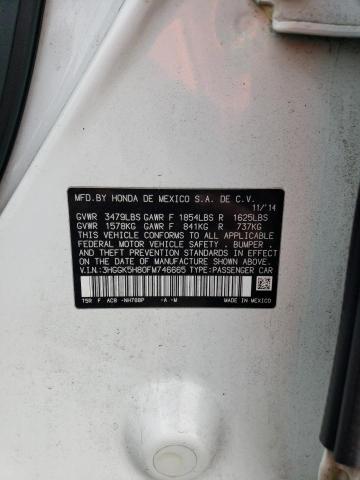 MFD.BY HONDA DE MEXICO S.A. DE C.V.
11/'14
GVWR 3479LBS GAWR F 1854LBS R 1625LBS
GVWR 1578KG GAWR F 841KG R 737KG
THIS VEHICLE CONFORMS TO ALL APPLICABLE
FEDERAL MOTOR VEHICLE SAFETY, BUMPER ,
AND THEFT PREVENTION STANDARDS IN EFFECT
ON THE DATE OF MANUFACTURE SHOWN ABOVE.
V.I.N.:3HGGK5H80FM746665 TYPE:PASSENGER CAR
T5R F AC8 -NH788P -A -M MADE IN MEXICO